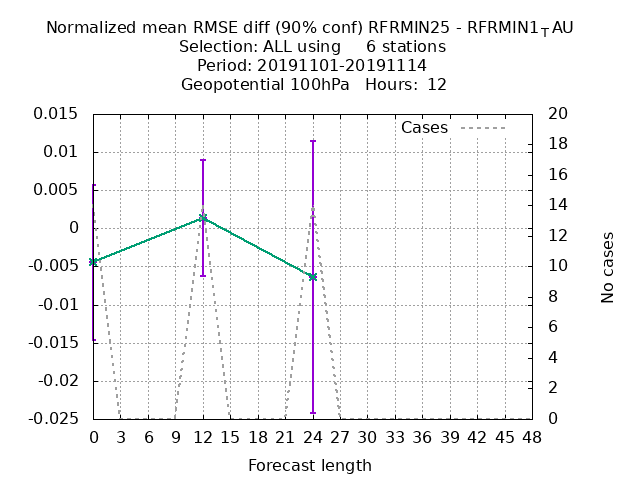 Normalized mean RMSE diff (90% conf) RFRMIN25 - RFRMIN1TAU
Selection: ALL using 6 stations
Period: 20191101-20191114
Geopotential 100hPa Hours: 12
Cases
0.015
0.01
0.005
0
-0.005
-0.01
-0.015
-0.02
-0.025
20
18
16
14
12
10
8
6
4
2
0
No cases
0 3 6 9 12 15 18 21 24 27 30 33 36 39 42 45 48
Forecast length